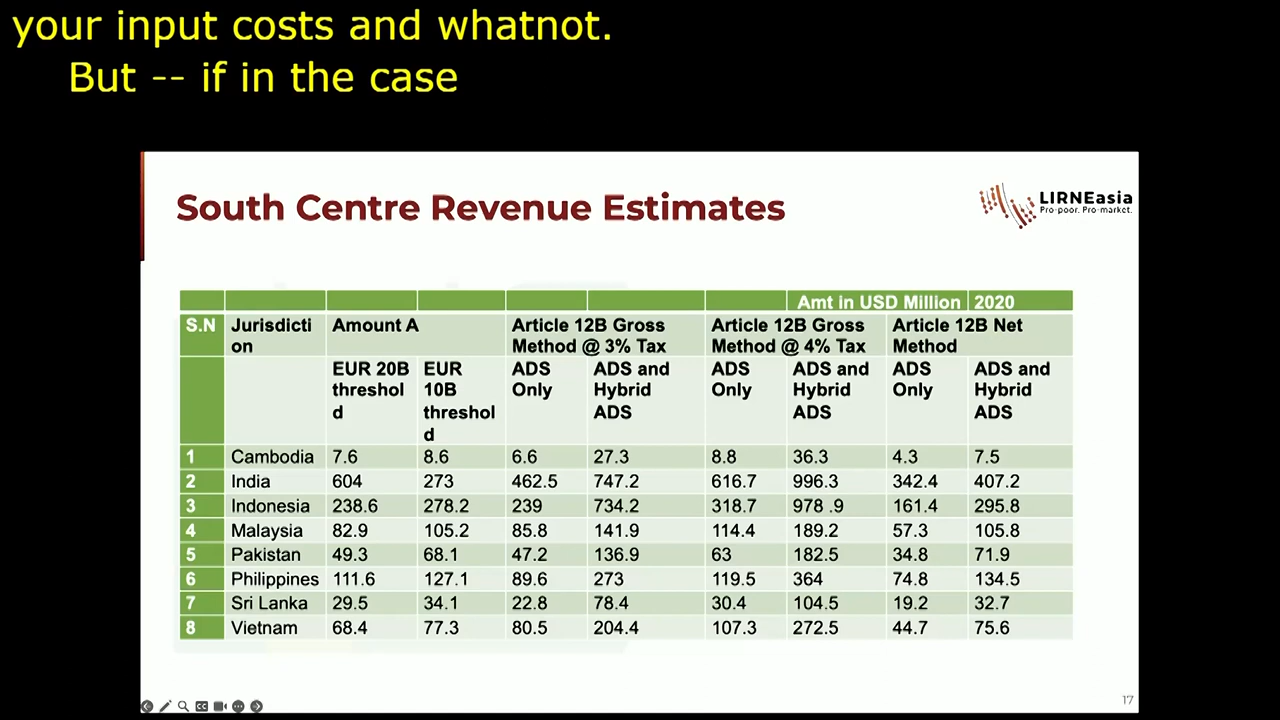 your input costs and whatnot.
But -- if in the case
South Centre Revenue Estimates
LIRNEasia
Pro-poor. Pro-market.
Amt in USD Million 2020
S.N Jurisdicti Amount A Article 12B Gross Article 12B Gross Article 12B Net
on Method @ 3% Tax Method @ 4% Tax Method
EUR 20B EUR ADS ADS and ADS ADS and ADS ADS and
threshol 10B Only Hybrid Only Hybrid Only Hybrid
d threshol ADS ADS ADS
d
1 Cambodia 7.6 8.6 6.6 27.3 8.8 36.3 4.3 7.5
2 India 604 273 462.5 747.2 616.7 996.3 342.4 407.2
3 Indonesia 238.6 278.2 239 734.2 318.7 978 .9 161.4 295.8
4 Malaysia 82.9 105.2 85.8 141.9 114.4 189.2 57.3 105.8
5 Pakistan 49.3 68.1 47.2 136.9 63 182.5 34.8 71.9
6 Philippines 111.6 127.1 89.6 273 119.5 364 74.8 134.5
7 Sri Lanka 29.5 34.1 22.8 78.4 30.4 104.5 19.2 32.7
8 Vietnam 68.4 77.3 80.5 204.4 107.3 272.5 44.7 75.6
17